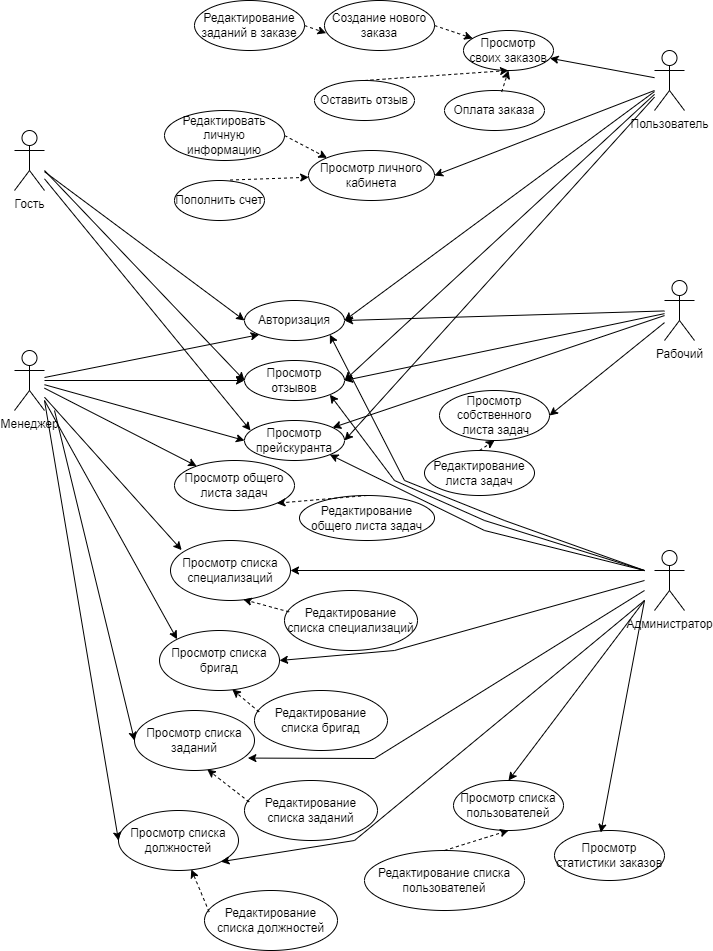 Редактирование
заданий в заказе
Создание нового
заказа
Просмотр
своих заказов
Оставить отзыв
Оплата заказа
Пользователь
Редактировать
личную
информацию
Просмотр личного
кабинета
Пополнить счет
Гость
Авторизация
Рабочий
Просмотр
отзывов
Менеджер
Просмотр
собственного
листа задач
Просмотр
прейскуранта
Редактирование
листа задач
Просмотр общего
листа задач
Редактирование
общего листа задач
Просмотр списка
специализаций
Администратор
Редактирование
списка специализаций
Просмотр списка
бригад
Редактирование
списка бригад
Просмотр списка
заданий
Редактирование
списка заданий
Просмотр списка
пользователей
Просмотр списка
должностей
Просмотр
статистики заказов
Редактирование списка
пользователей
Редактирование
списка должностей